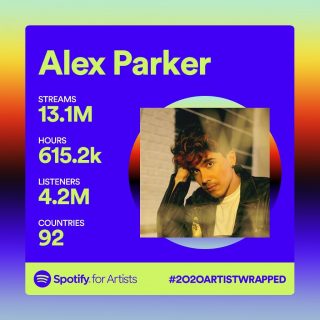 Alex Parker
STREAMS
13.1M
HOURS
615.2k
LISTENERS
4.2M
COUNTRIES
92
Spotify for Artists
#2020ARTISTWRAPPED